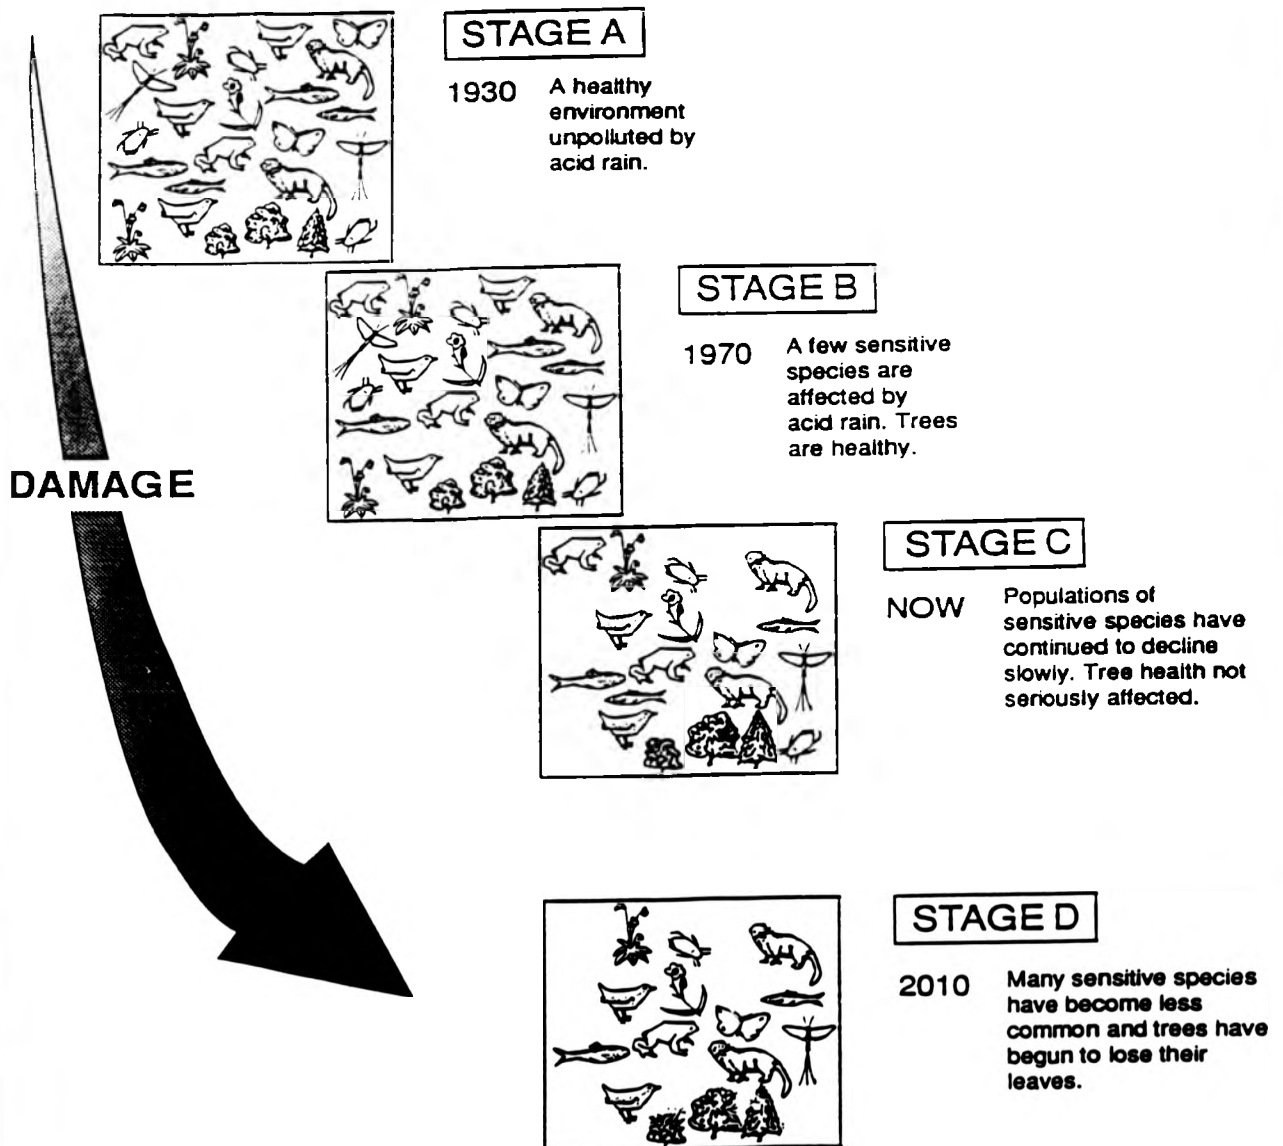 STAGE A
1930
A healthy
environment
unpolluted by
acid rain.
STAGE B
1970
A few sensitive
species are
affected by
acid rain. Trees
are healthy.
DAMAGE
STAGE C
NOW
Populations of
sensitive species have
continued to decline
slowly. Tree health not
seriously affected.
STAGE D
2010
Many sensitive species
have become less
common and trees have
begun to lose their
leaves.